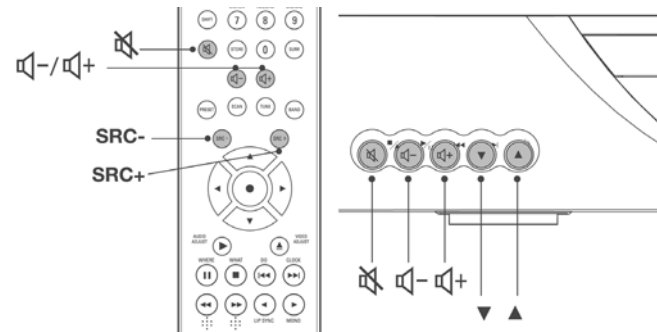 7 8 9
SHIFT
STORE 0 SURR
-/ +
PRESET SCAN TUNE BAND
SRC-
SRC- SRC +
SRC+
AUDIO ADJUST
VIDEO ADJUST
WHERE WHAT DO CLOCK
LIP SYNC MONO
- +
- +